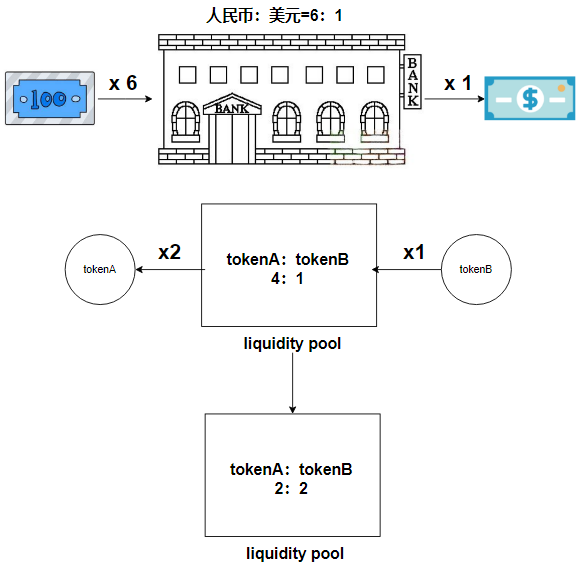 人民币：美元=6：1
100
x 6
BANK
BANK
x 1
$
x2
tokenA：tokenB
4：1
x1
tokenA
tokenB
liquidity pool
tokenA：tokenB
2：2
liquidity pool